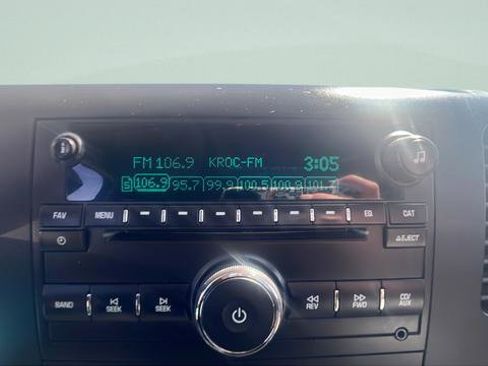 FM 106.9 KROC-FM 3:05
106.9 95.7 99.9 100.5 100.9 101.7
FAV MENU EQ CAT
EJECT
BAND SEEK SEEK REV FWD CD/AUX